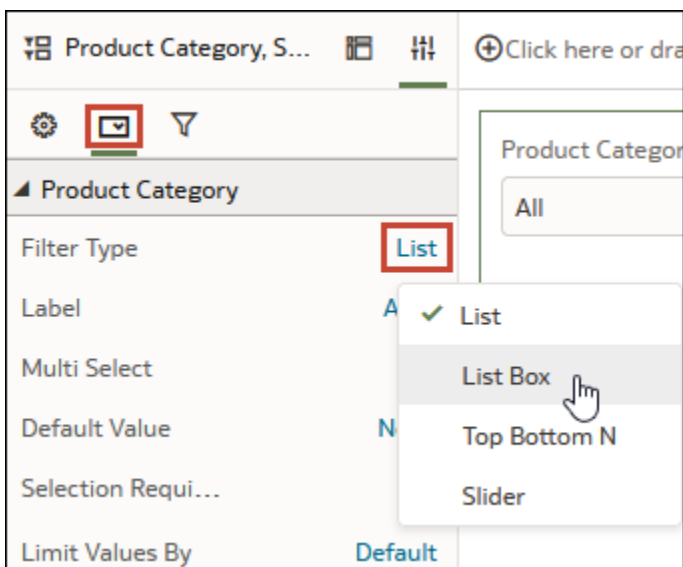 Product Category, S...
Click here or dra
Product Category
Filter Type List
Label
Multi Select
Default Value
Selection Requi...
Limit Values By Default
Product Categor
All
List
List Box
Top Bottom N
Slider